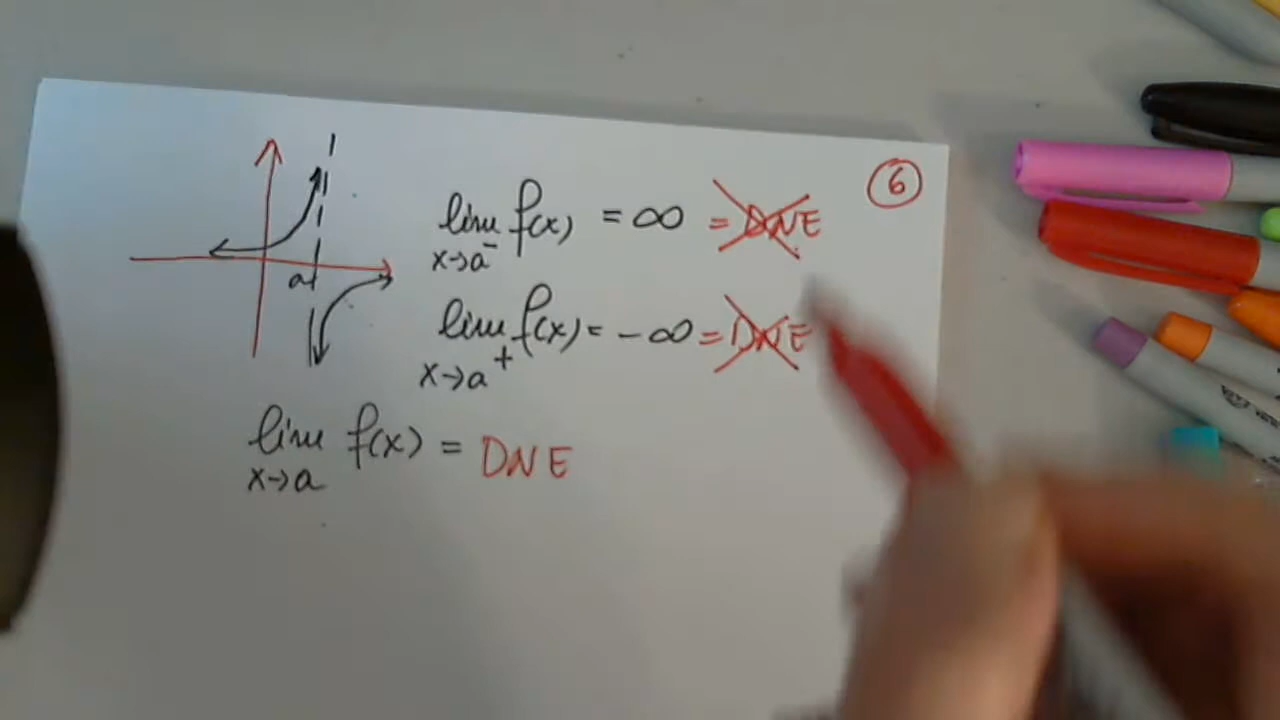 6
lim f(x) = ∞ = DNE
x→a⁻
a
lim f(x) = -∞ = DNE
x→a⁺
lim f(x) = DNE
x→a